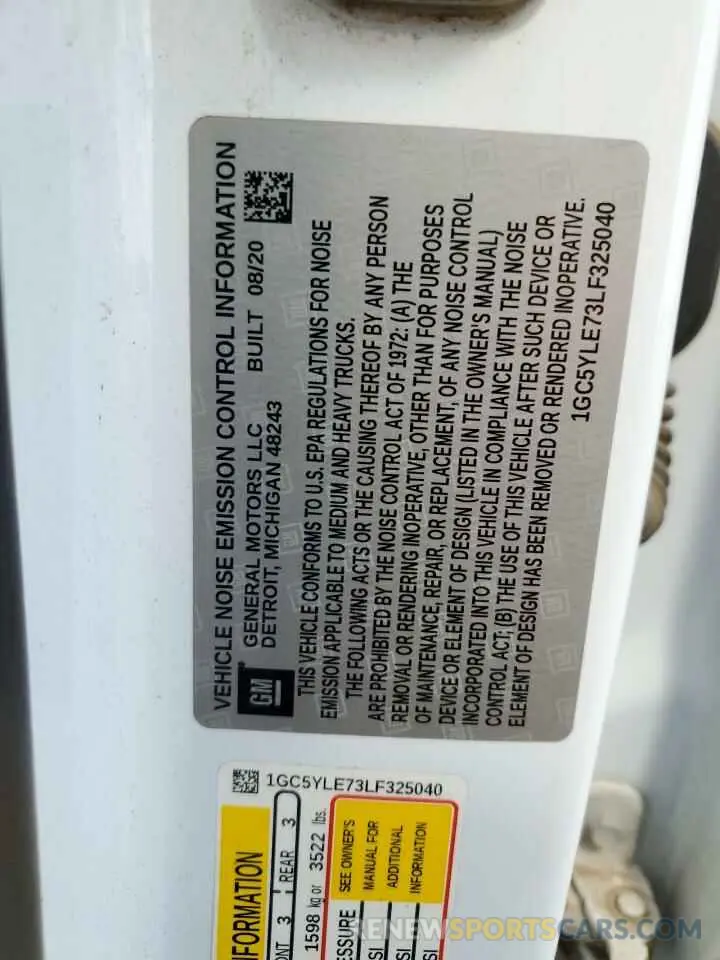 VEHICLE NOISE EMISSION CONTROL INFORMATION
GM
GENERAL MOTORS LLC BUILT 08/20
DETROIT, MICHIGAN 48243
THIS VEHICLE CONFORMS TO U.S. EPA REGULATIONS FOR NOISE
EMISSION APPLICABLE TO MEDIUM AND HEAVY TRUCKS.
THE FOLLOWING ACTS OR THE CAUSING THEREOF BY ANY PERSON
ARE PROHIBITED BY THE NOISE CONTROL ACT OF 1972: (A) THE
REMOVAL OR RENDERING INOPERATIVE, OTHER THAN FOR PURPOSES
OF MAINTENANCE, REPAIR, OR REPLACEMENT, OF ANY NOISE CONTROL
DEVICE OR ELEMENT OF DESIGN (LISTED IN THE OWNER'S MANUAL)
INCORPORATED INTO THIS VEHICLE IN COMPLIANCE WITH THE NOISE
CONTROL ACT; (B) THE USE OF THIS VEHICLE AFTER SUCH DEVICE OR
ELEMENT OF DESIGN HAS BEEN REMOVED OR RENDERED INOPERATIVE.
1GC5YLE73LF325040
1GC5YLE73LF325040
FORMATION
NT 3 REAR 3
1598 kg or 3522 lbs.
ESSURE
SEE OWNER'S
MANUAL FOR
ADDITIONAL
INFORMATION
SI
SI
SI
RENEWSPORTSCARS.COM